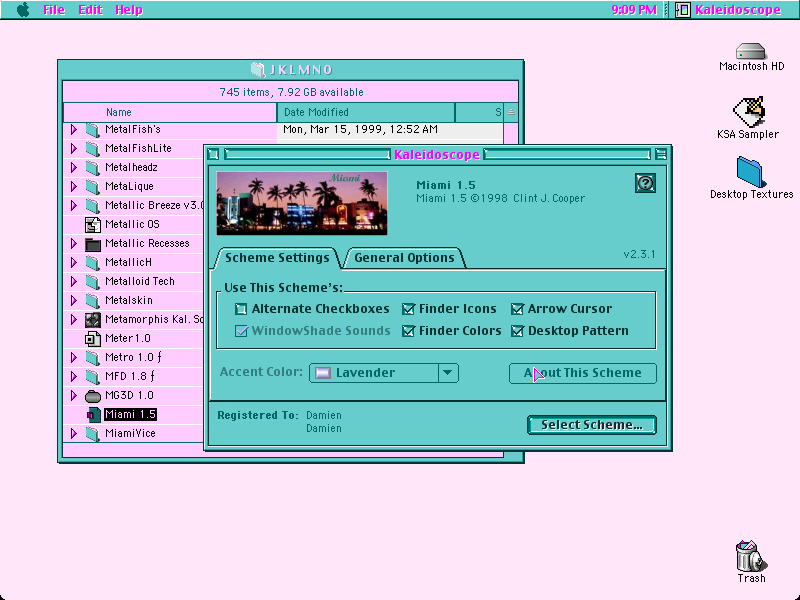 File Edit Help
9:09 PM
Kaleidoscope
JKLMNO
745 items, 7.92 GB available
Name
Date Modified
S
MetalFish's
Mon, Mar 15, 1999, 12:52 AM
MetalFishLite
Metalheadz
MetaLique
Metallic Breeze v3.0
Metallic OS
Metallic Recesses
MetallicH
Metalloid Tech
Metalskin
Metamorphis Kal. Sc
Meter1.0
Metro 1.0 ƒ
MFD 1.8 ƒ
MG3D 1.0
Miami 1.5
MiamiVice
Kaleidoscope
Miami
Miami 1.5
Miami 1.5 ©1998 Clint J. Cooper
Scheme Settings
General Options
v2.3.1
Use This Scheme's:
Alternate Checkboxes
Finder Icons
Arrow Cursor
WindowShade Sounds
Finder Colors
Desktop Pattern
Accent Color:
Lavender
About This Scheme
Registered To: Damien
Damien
Select Scheme...
Macintosh HD
KSA Sampler
Desktop Textures
Trash